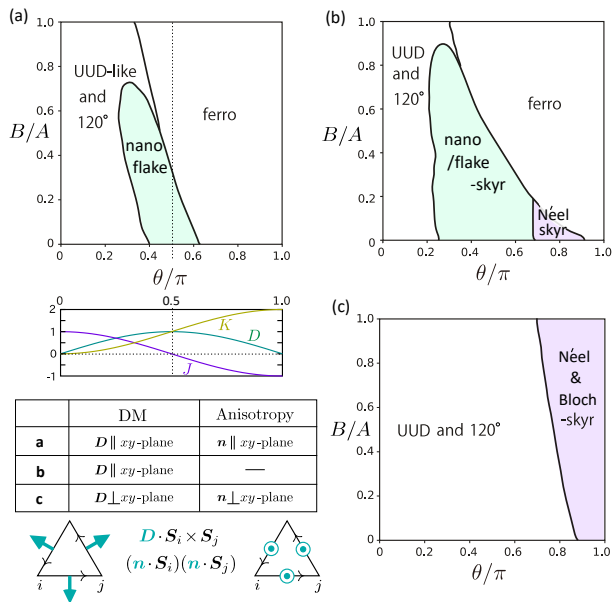 (a)
1.0
0.8
0.6
B/A
0.4
0.2
0
0
0.2
0.4
0.6
0.8
1.0
θ/π
UUD-like
and
120°
nano
flake
ferro
0
0.5
1.0
2
1
0
-1
K
D
J
DM
Anisotropy
a
D ∥ xy-plane
n ∥ xy-plane
b
D ∥ xy-plane
—
c
D⊥xy-plane
n⊥xy-plane
i
j
D · S_i × S_j
(n · S_i)(n · S_j)
i
j
(b)
1.0
0.8
0.6
B/A
0.4
0.2
0
0
0.2
0.4
0.6
0.8
1.0
θ/π
UUD
and
120°
nano
/flake
-skyr
ferro
Néel
skyr
(c)
1.0
0.8
0.6
B/A
0.4
0.2
0
0
0.2
0.4
0.6
0.8
1.0
θ/π
UUD and 120°
Néel
&
Bloch
-skyr